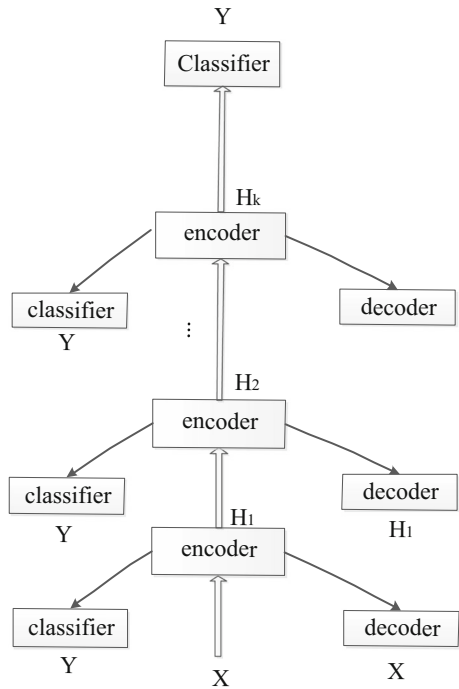 Y
Classifier
Hk
encoder
classifier
decoder
Y
⋮
H2
encoder
classifier
decoder
Y
H1
H1
encoder
classifier
decoder
Y
X
X